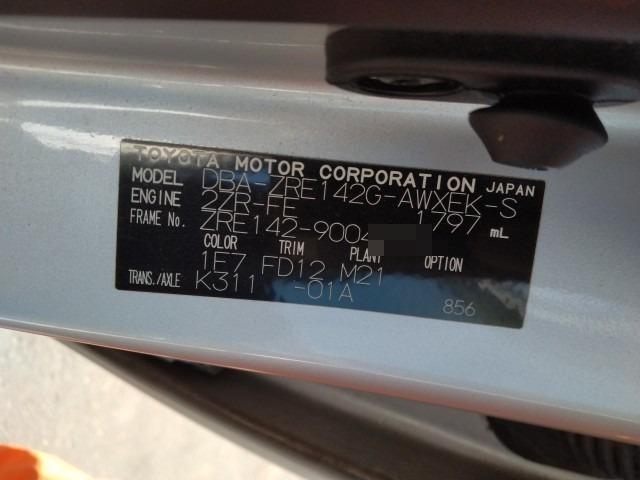 TOYOTA MOTOR CORPORATION JAPAN
MODEL DBA-ZRE142G-AWXEK-S
ENGINE 2ZR-FE 1797 mL
FRAME No. ZRE142-9004
COLOR TRIM PLANT OPTION
1E7 FD12 M21
TRANS./AXLE K311 -01A
856